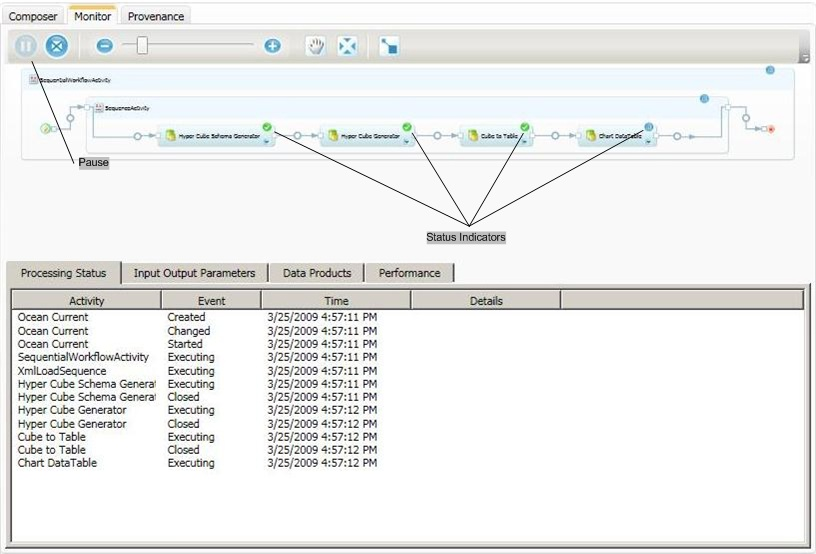 Composer Monitor Provenance
SequentialWorkflowActivity
SequenceActivity
Hyper Cube Schema Generator Hyper Cube Generator Cube to Table Chart DataTable
Pause
Status Indicators
Processing Status Input Output Parameters Data Products Performance
Activity Event Time Details
Ocean Current Created 3/25/2009 4:57:11 PM
Ocean Current Changed 3/25/2009 4:57:11 PM
Ocean Current Started 3/25/2009 4:57:11 PM
SequentialWorkflowActivity Executing 3/25/2009 4:57:11 PM
XmlLoadSequence Executing 3/25/2009 4:57:11 PM
Hyper Cube Schema Generat Executing 3/25/2009 4:57:11 PM
Hyper Cube Schema Generat Closed 3/25/2009 4:57:11 PM
Hyper Cube Generator Executing 3/25/2009 4:57:12 PM
Hyper Cube Generator Closed 3/25/2009 4:57:12 PM
Cube to Table Executing 3/25/2009 4:57:12 PM
Cube to Table Closed 3/25/2009 4:57:12 PM
Chart DataTable Executing 3/25/2009 4:57:12 PM